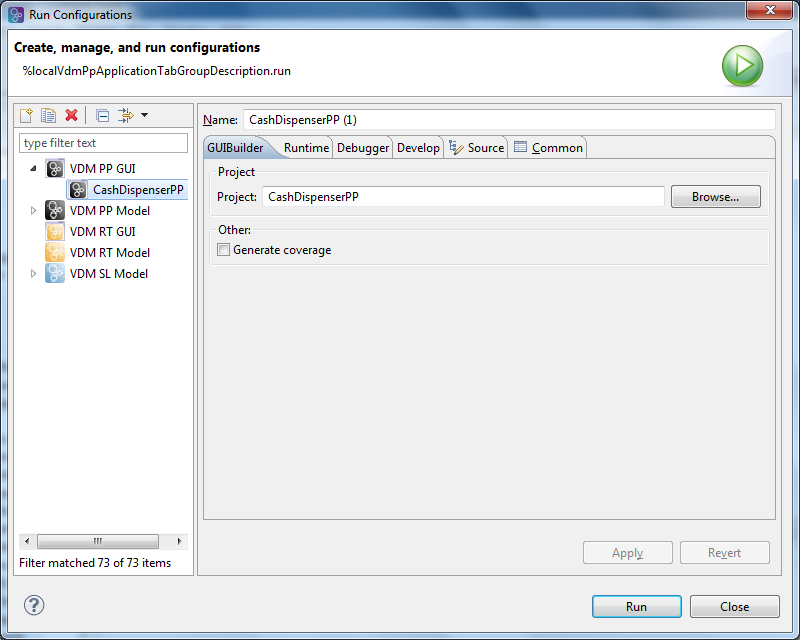 Run Configurations
Create, manage, and run configurations
%localVdmPpApplicationTabGroupDescription.run
type filter text
VDM PP GUI
CashDispenserPP
VDM PP Model
VDM RT GUI
VDM RT Model
VDM SL Model
Filter matched 73 of 73 items
Name: CashDispenserPP (1)
GUIBuilder Runtime Debugger Develop Source Common
Project
Project: CashDispenserPP Browse...
Other:
Generate coverage
Apply Revert
? Run Close